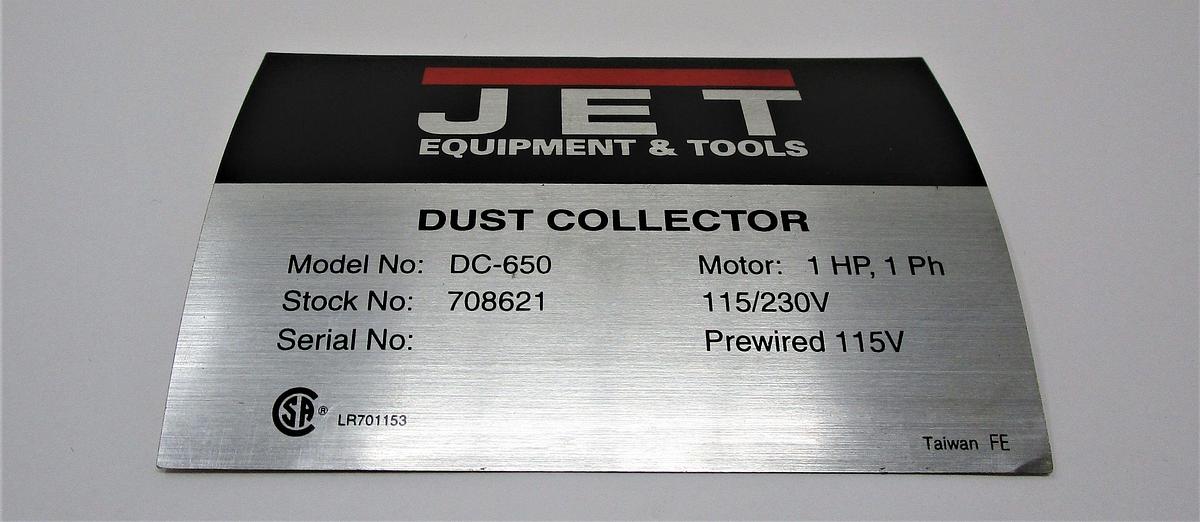 JET
EQUIPMENT & TOOLS
DUST COLLECTOR
Model No: DC-650 Motor: 1 HP, 1 Ph
Stock No: 708621 115/230V
Serial No: Prewired 115V
SA® LR701153
Taiwan FE